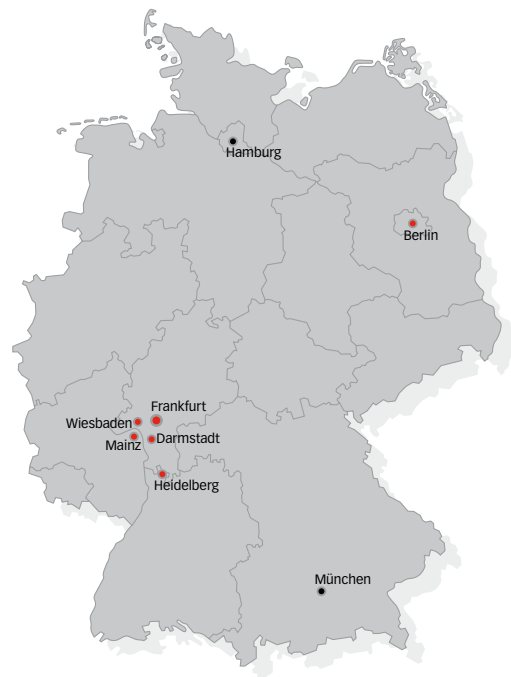 Hamburg
Berlin
Frankfurt
Wiesbaden
Mainz
Darmstadt
Heidelberg
München